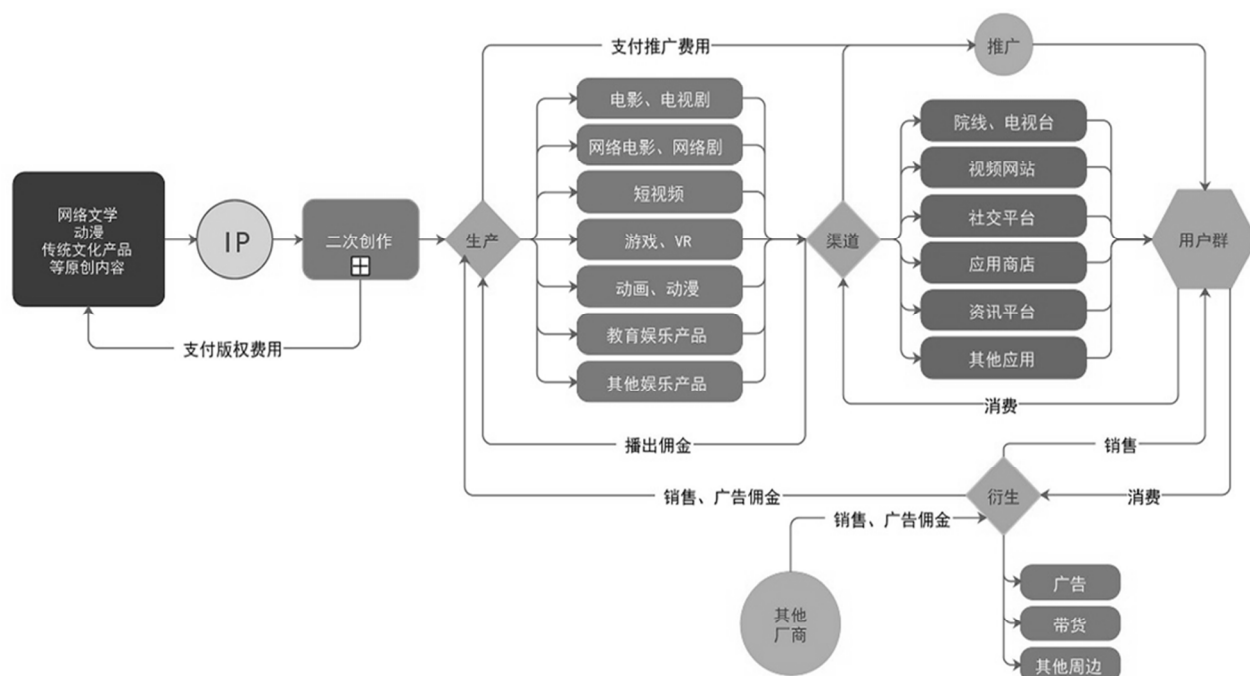 支付推广费用
推广
电影、电视剧
网络电影、网络剧
短视频
游戏、VR
动画、动漫
教育娱乐产品
其他娱乐产品
院线、电视台
视频网站
社交平台
应用商店
资讯平台
其他应用
网络文学
动漫
传统文化产品
等原创内容
IP
二次创作
生产
渠道
用户群
支付版权费用
消费
播出佣金
销售
销售、广告佣金
衍生
消费
销售、广告佣金
其他
厂商
广告
带货
其他周边